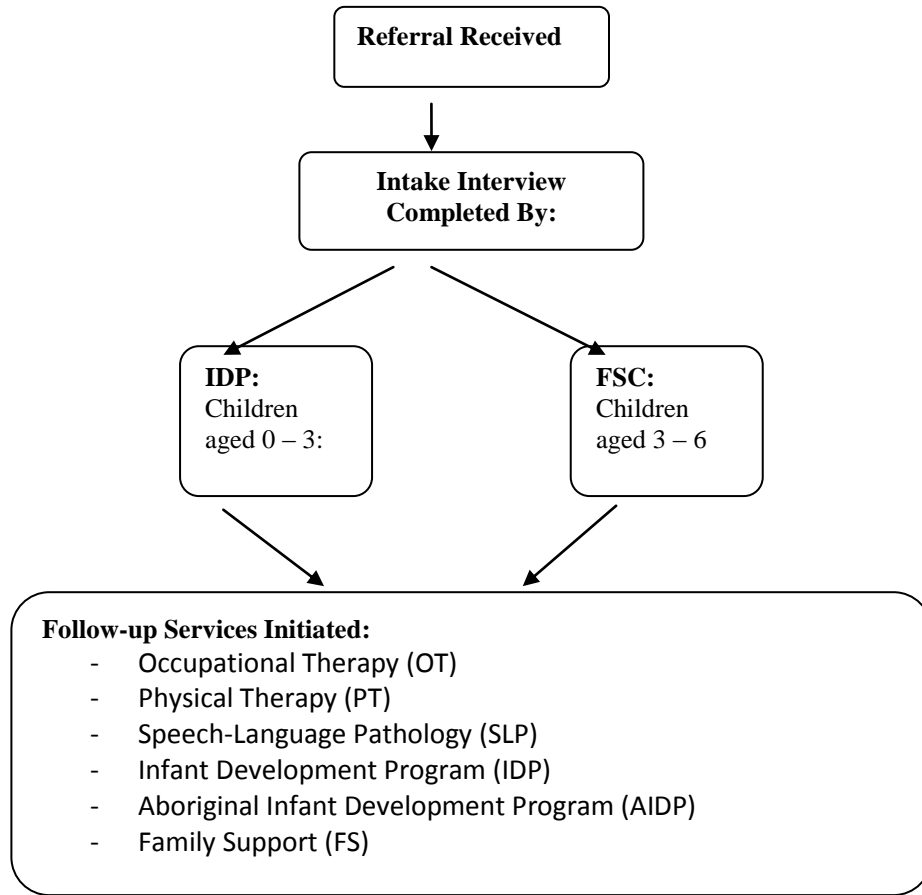 Referral Received
Intake Interview
Completed By:
IDP:
Children
aged 0 – 3:
FSC:
Children
aged 3 – 6
Follow-up Services Initiated:
- Occupational Therapy (OT)
- Physical Therapy (PT)
- Speech-Language Pathology (SLP)
- Infant Development Program (IDP)
- Aboriginal Infant Development Program (AIDP)
- Family Support (FS)